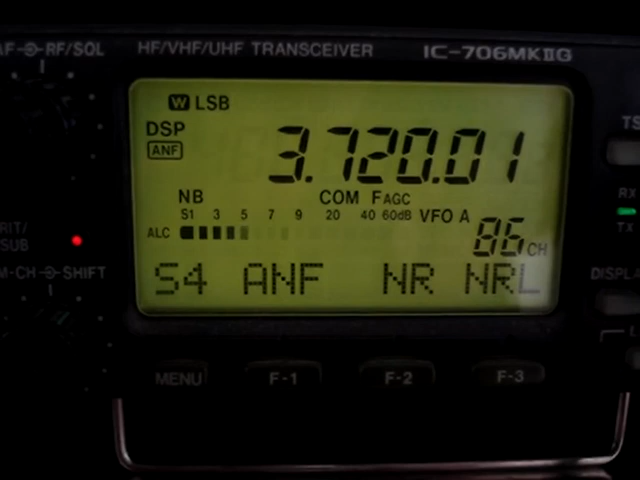 AF RF/SQL HF/VHF/UHF TRANSCEIVER IC-706MKIIG
W LSB
DSP
ANF
3.720.01
TS
NB COM FAGC
S1 3 5 7 9 20 40 60dB VFO A
ALC
86 CH
RX
TX
RIT/
SUB
M-CH SHIFT
S4 ANF NR NRL
DISPLA
MENU F-1 F-2 F-3